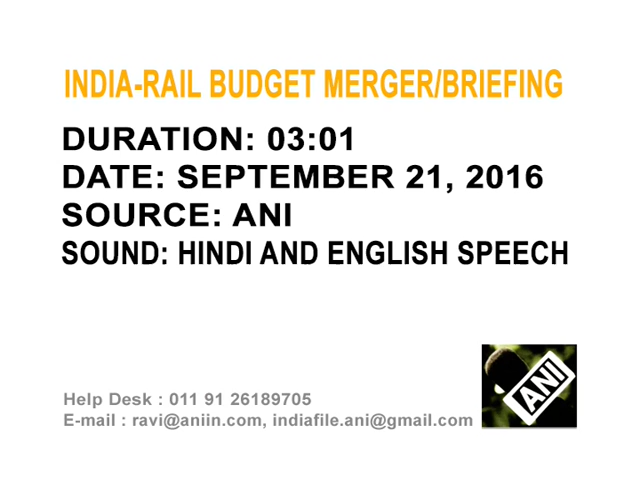 INDIA-RAIL BUDGET MERGER/BRIEFING
DURATION: 03:01
DATE: SEPTEMBER 21, 2016
SOURCE: ANI
SOUND: HINDI AND ENGLISH SPEECH
Help Desk : 011 91 26189705
E-mail : ravi@aniin.com, indiafile.ani@gmail.com
ANI